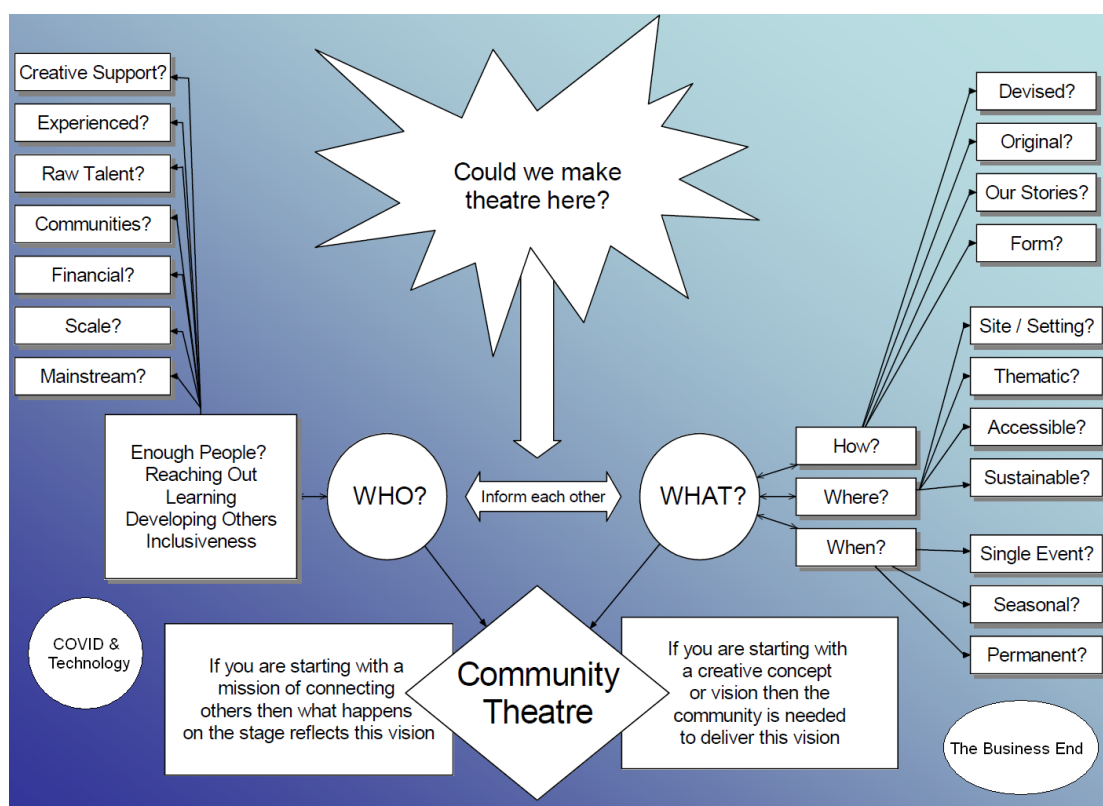 Creative Support?
Experienced?
Raw Talent?
Communities?
Financial?
Scale?
Mainstream?
Could we make
theatre here?
Devised?
Original?
Our Stories?
Form?
Site / Setting?
Thematic?
Accessible?
Sustainable?
Single Event?
Seasonal?
Permanent?
Enough People?
Reaching Out
Learning
Developing Others
Inclusiveness
WHO?
Inform each other
WHAT?
How?
Where?
When?
COVID &
Technology
If you are starting with a
mission of connecting
others then what happens
on the stage reflects this vision
Community
Theatre
If you are starting with
a creative concept
or vision then the
community is needed
to deliver this vision
The Business End